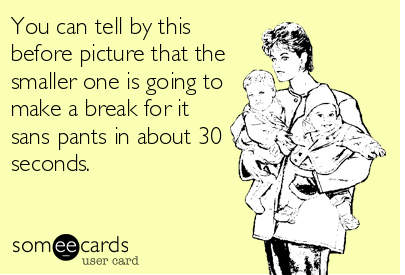 You can tell by this
before picture that the
smaller one is going to
make a break for it
sans pants in about 30
seconds.
someecards
user card